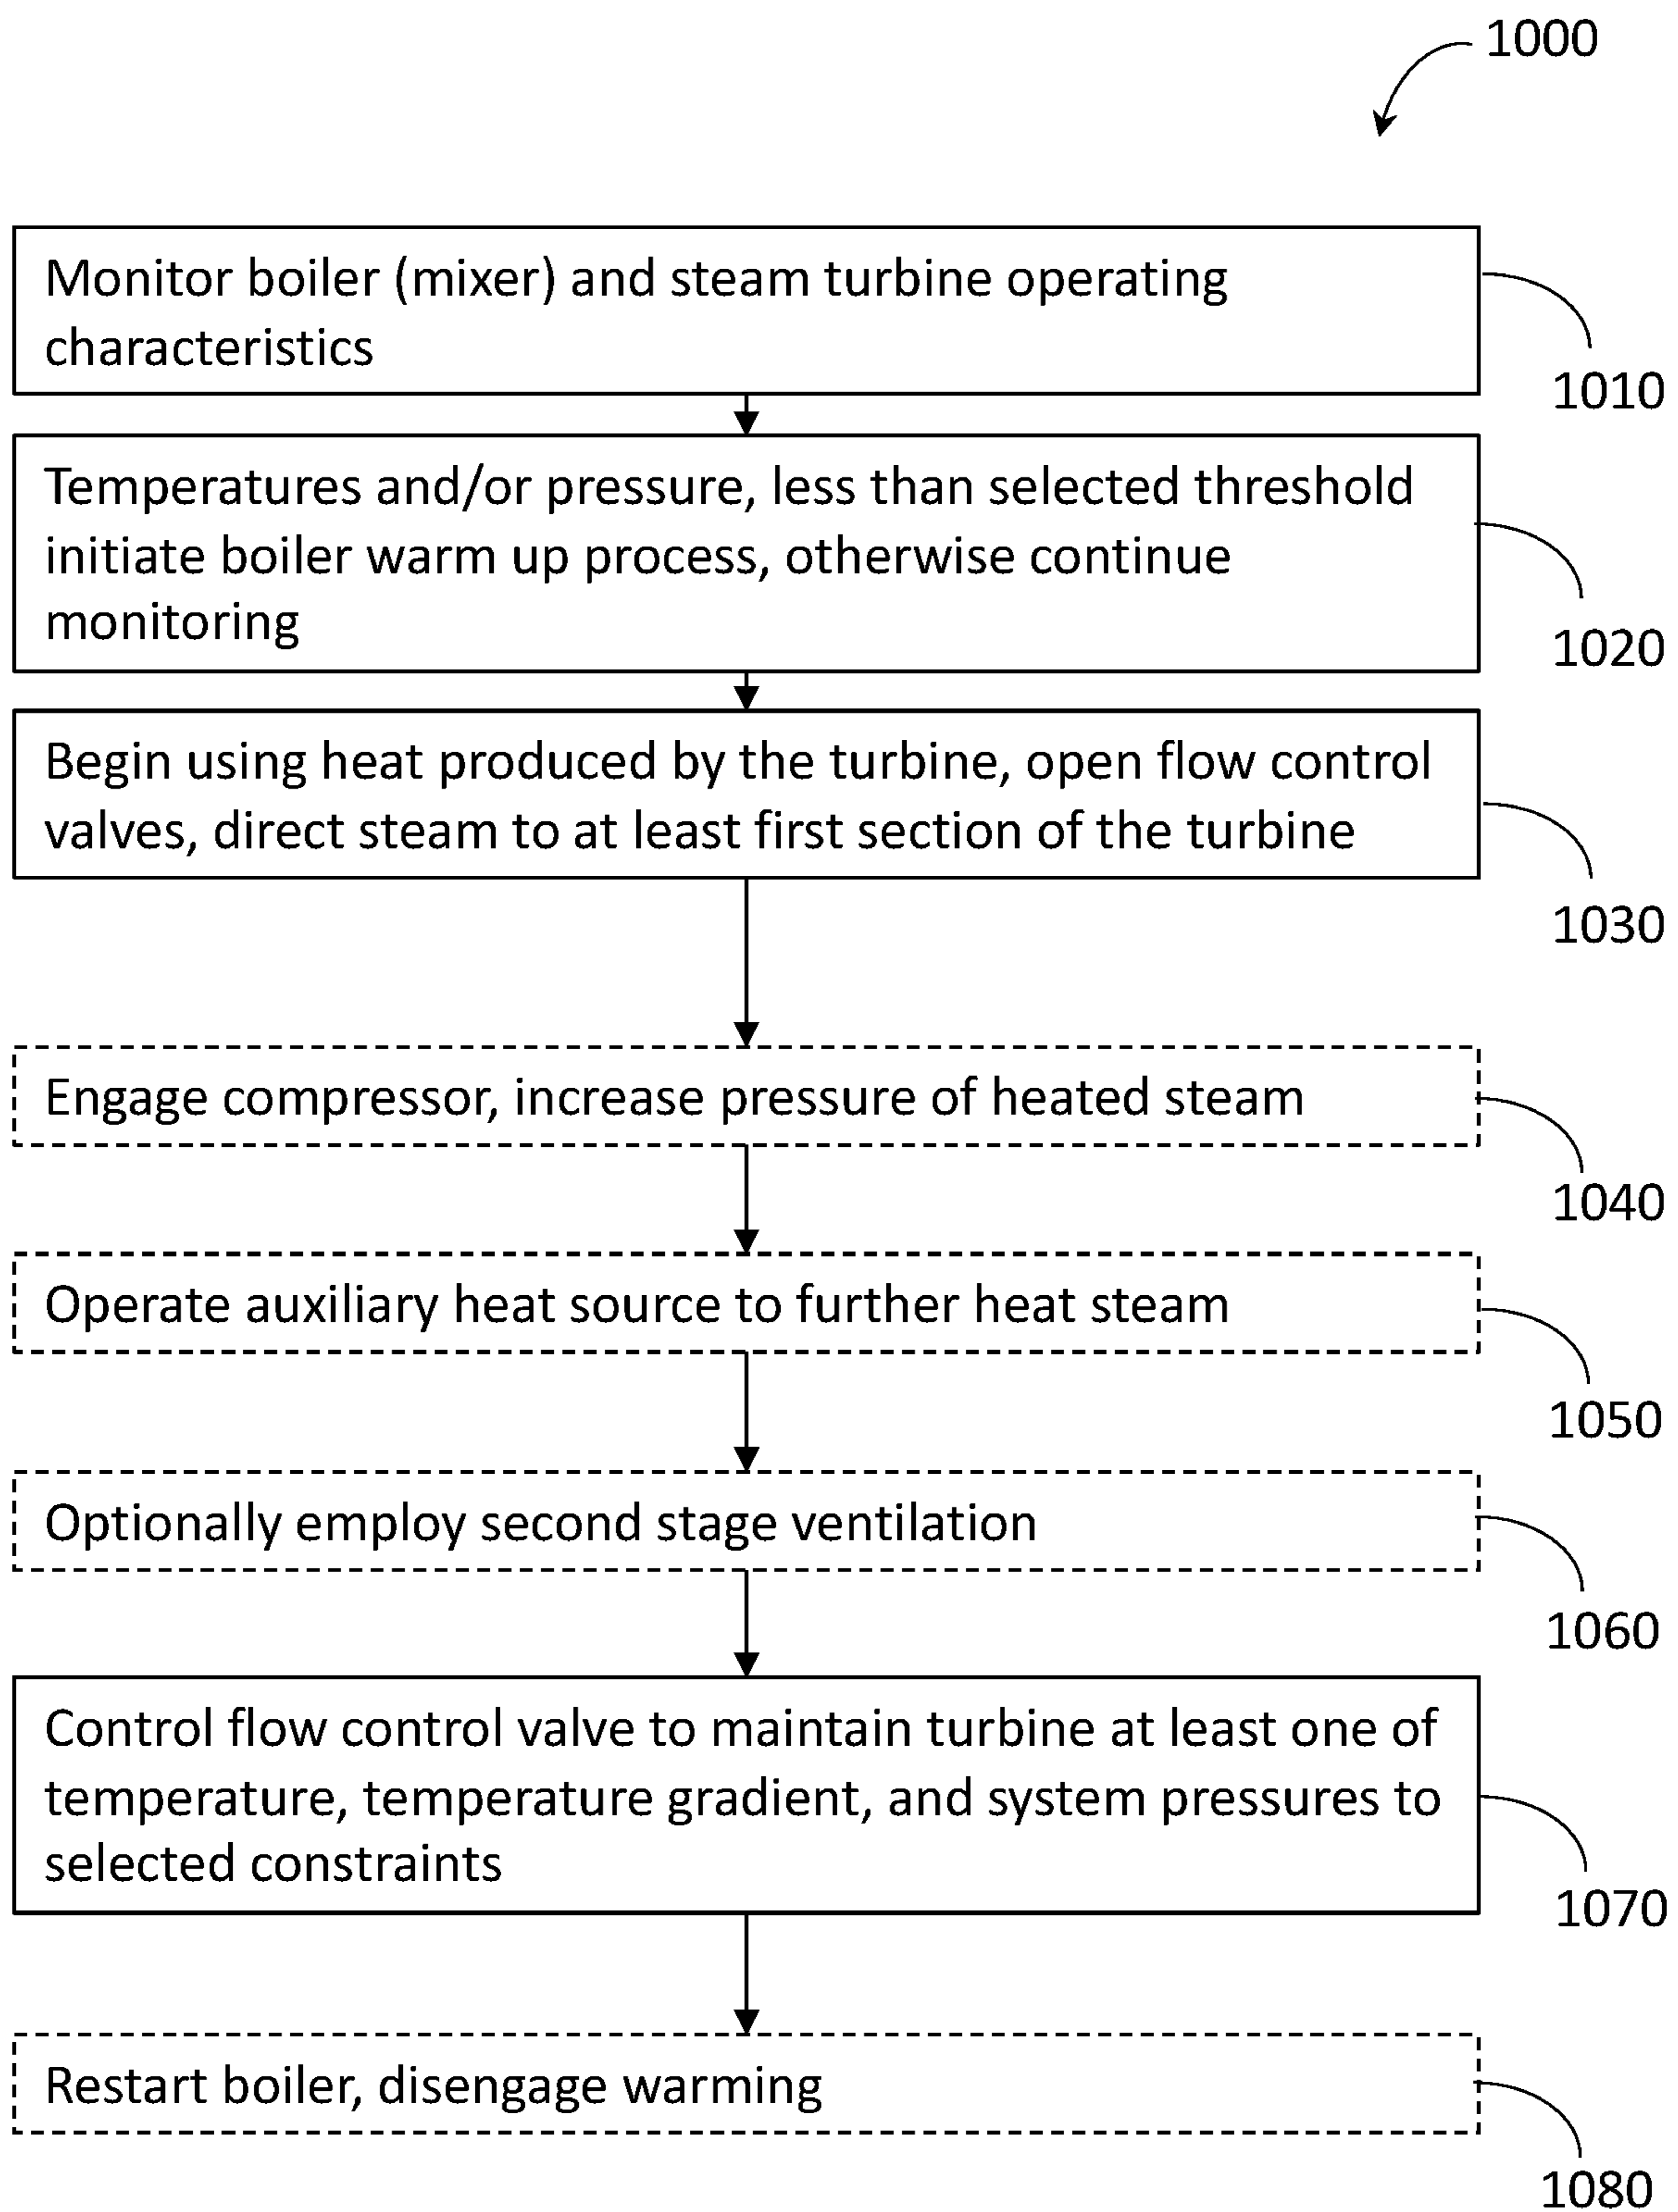 1000
Monitor boiler (mixer) and steam turbine operating
characteristics
1010
Temperatures and/or pressure, less than selected threshold
initiate boiler warm up process, otherwise continue
monitoring
1020
Begin using heat produced by the turbine, open flow control
valves, direct steam to at least first section of the turbine
1030
Engage compressor, increase pressure of heated steam
1040
Operate auxiliary heat source to further heat steam
1050
Optionally employ second stage ventilation
1060
Control flow control valve to maintain turbine at least one of
temperature, temperature gradient, and system pressures to
selected constraints
1070
Restart boiler, disengage warming
1080